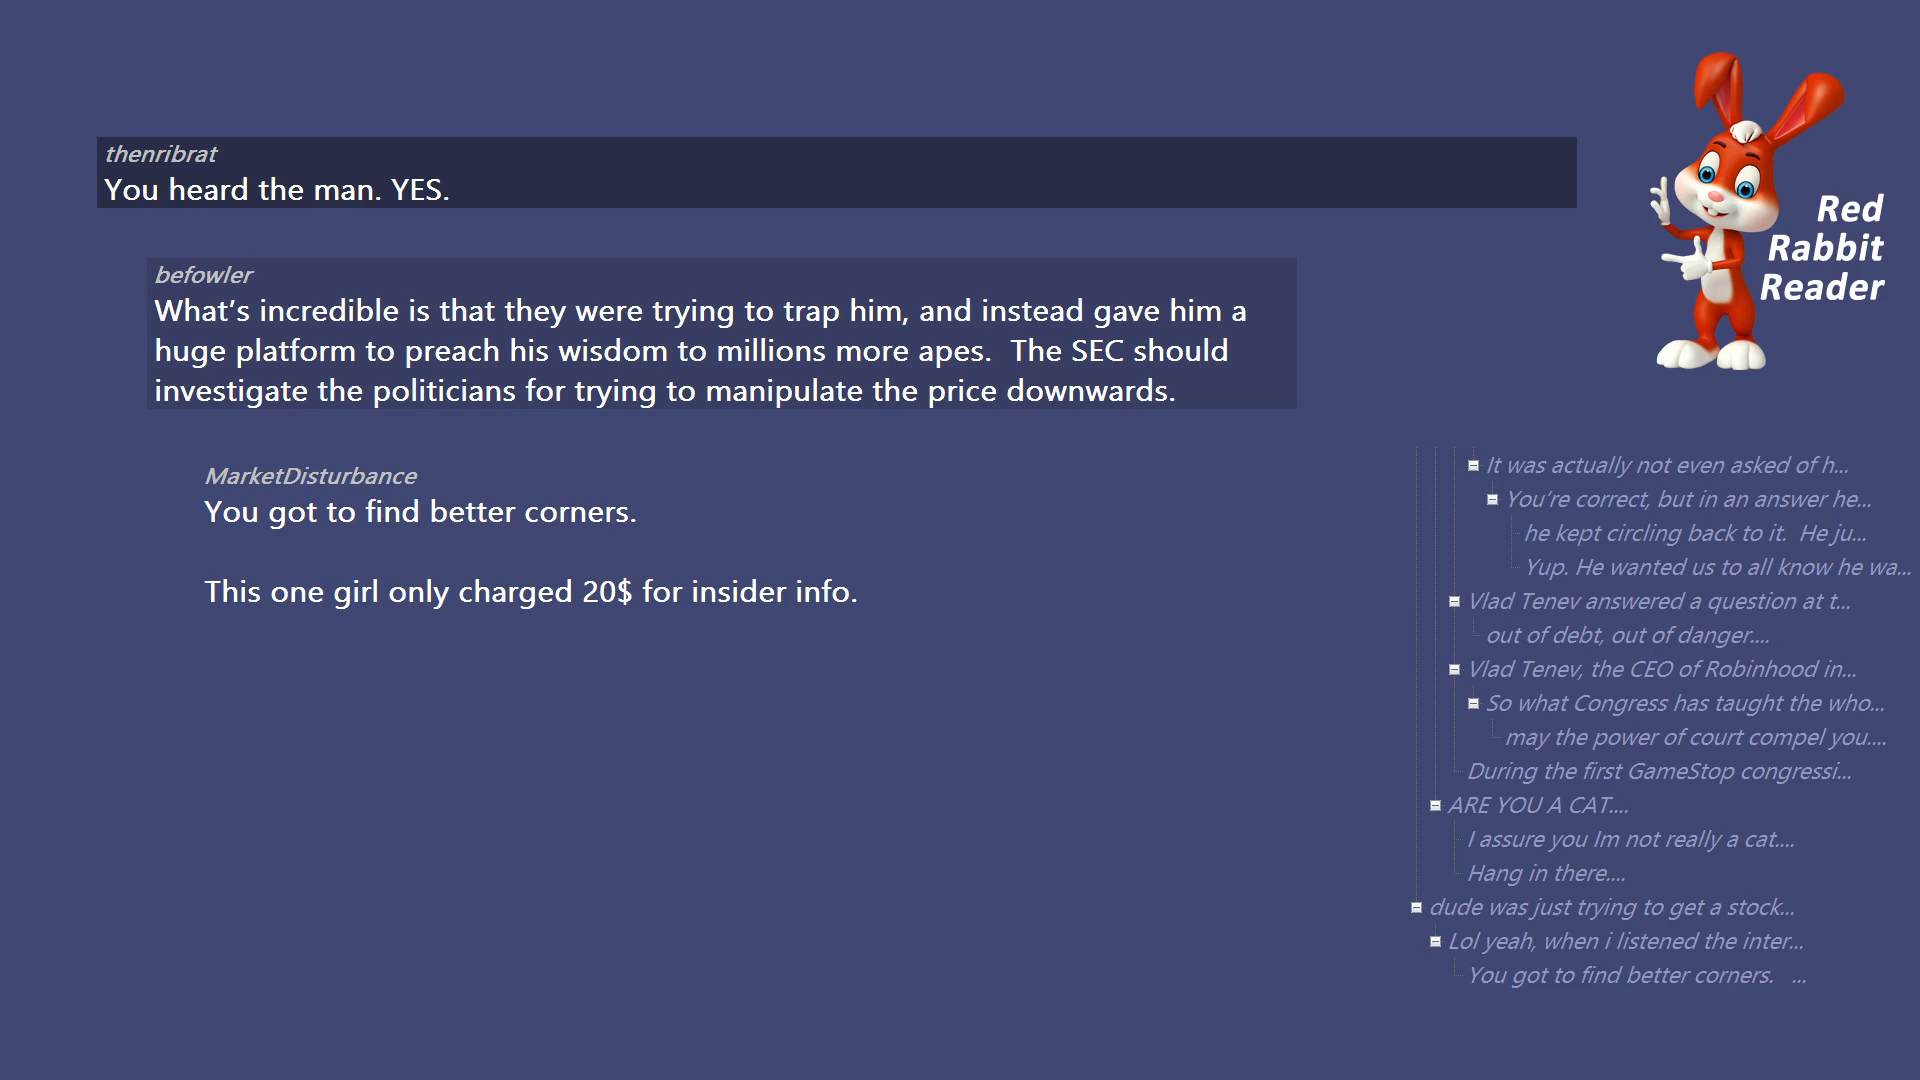 thenribrat
You heard the man. YES.
befowler
What’s incredible is that they were trying to trap him, and instead gave him a
huge platform to preach his wisdom to millions more apes.  The SEC should
investigate the politicians for trying to manipulate the price downwards.
MarketDisturbance
You got to find better corners.
This one girl only charged 20$ for insider info.
Red
Rabbit
Reader
It was actually not even asked of h...
You’re correct, but in an answer he...
he kept circling back to it.  He ju...
Yup. He wanted us to all know he wa...
Vlad Tenev answered a question at t...
out of debt, out of danger....
Vlad Tenev, the CEO of Robinhood in...
So what Congress has taught the who...
may the power of court compel you....
During the first GameStop congressi...
ARE YOU A CAT....
I assure you Im not really a cat....
Hang in there....
dude was just trying to get a stock...
Lol yeah, when i listened the inter...
You got to find better corners.   ...